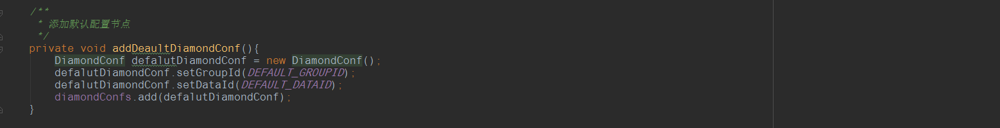 /**
 * 添加默认配置节点
 */
private void addDeaultDiamondConf(){
    DiamondConf defalutDiamondConf = new DiamondConf();
    defalutDiamondConf.setGroupId(DEFAULT_GROUPID);
    defalutDiamondConf.setDataId(DEFAULT_DATAID);
    diamondConfs.add(defalutDiamondConf);
}